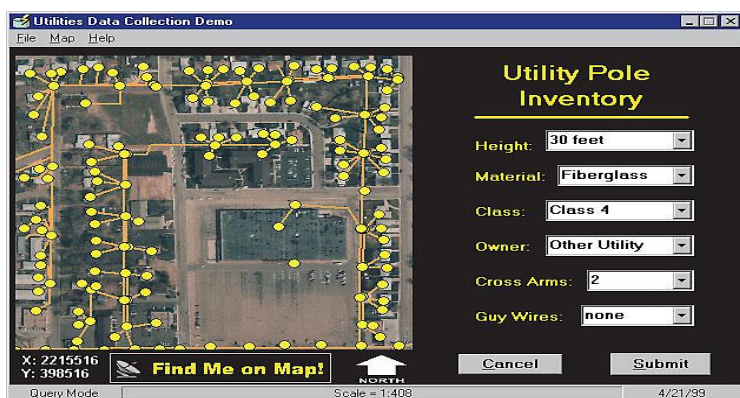 Utilities Data Collection Demo
File Map Help
Utility Pole
Inventory
Height: 30 feet
Material: Fiberglass
Class: Class 4
Owner: Other Utility
Cross Arms: 2
Guy Wires: none
Cancel Submit
X: 2215516
Y: 398516
Find Me on Map!
NORTH
Query Mode Scale = 1:408 4/21/99